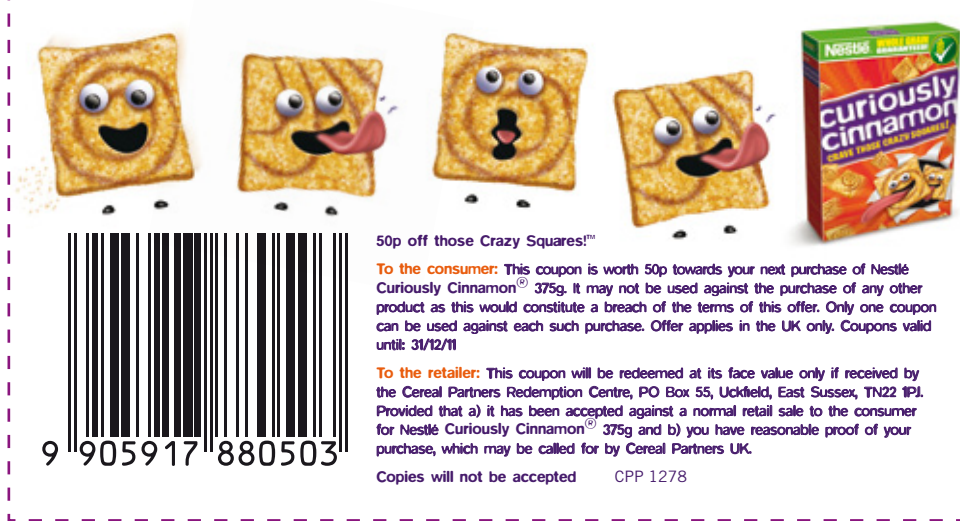 Nestlé WHOLE GRAIN
GUARANTEED!
curiously
cinnamon
CRAVE THOSE CRAZY SQUARES!
50p off those Crazy Squares!™
To the consumer: This coupon is worth 50p towards your next purchase of Nestlé
Curiously Cinnamon® 375g. It may not be used against the purchase of any other
product as this would constitute a breach of the terms of this offer. Only one coupon
can be used against each such purchase. Offer applies in the UK only. Coupons valid
until: 31/12/11
To the retailer: This coupon will be redeemed at its face value only if received by
the Cereal Partners Redemption Centre, PO Box 55, Uckfield, East Sussex, TN22 1PJ.
Provided that a) it has been accepted against a normal retail sale to the consumer
for Nestlé Curiously Cinnamon® 375g and b) you have reasonable proof of your
purchase, which may be called for by Cereal Partners UK.
Copies will not be accepted CPP 1278
9 905917 880503